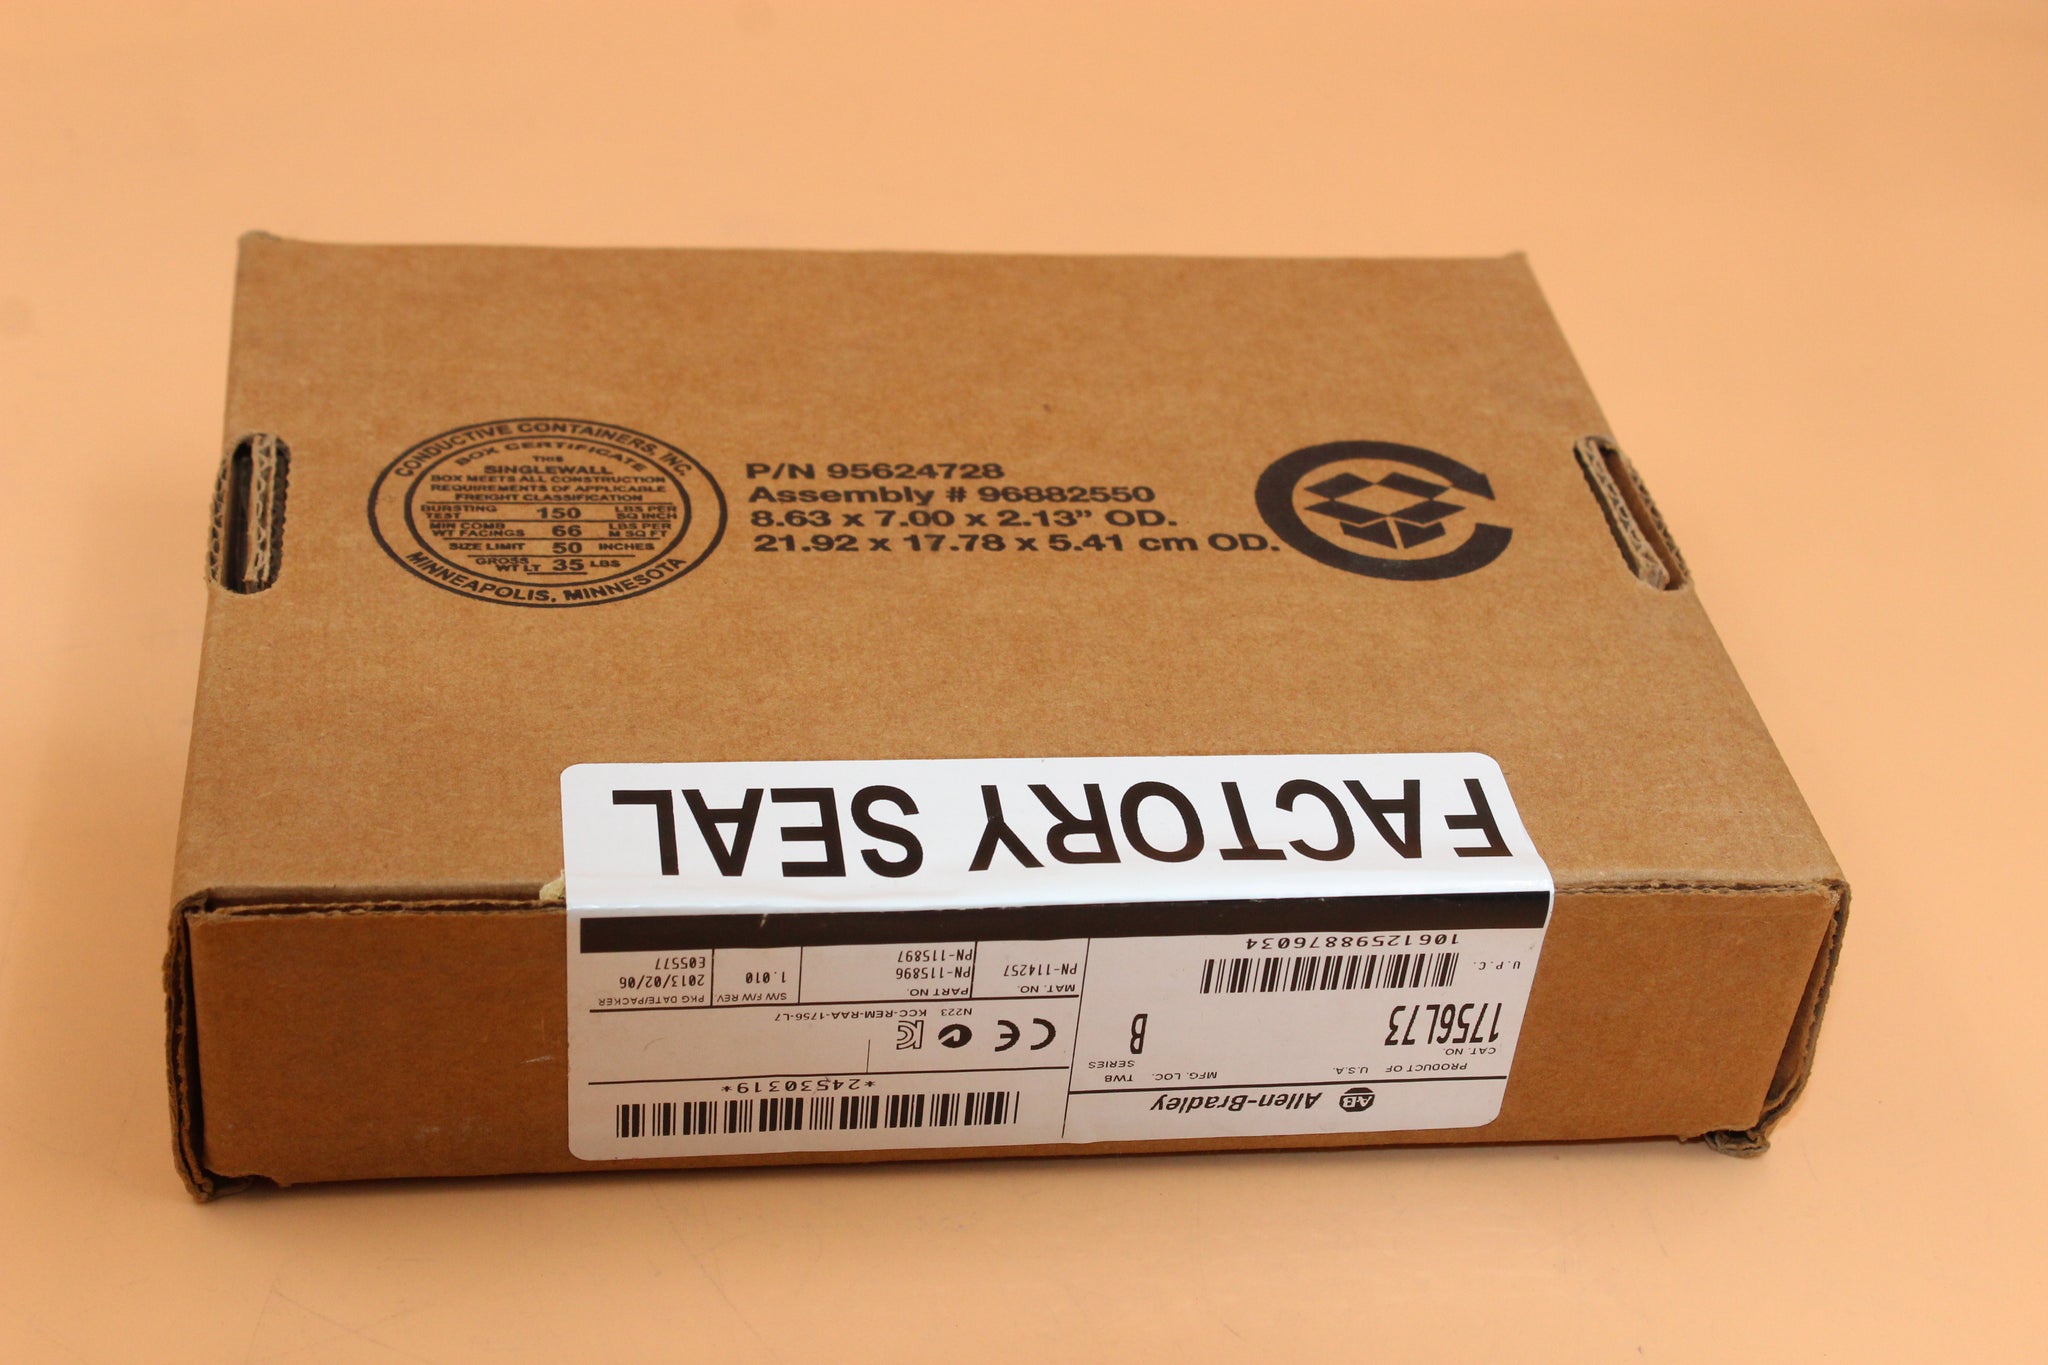 CONDUCTIVE CONTAINERS, INC.
BOX CERTIFICATE
THIS
SINGLEWALL
BOX MEETS ALL CONSTRUCTION
REQUIREMENTS OF APPLICABLE
FREIGHT CLASSIFICATION
BURSTING TEST 150 LBS PER SQ INCH
MIN COMB WT FACINGS 66 LBS PER M SQ FT
SIZE LIMIT 50 INCHES
GROSS WT LT 35 LBS
MINNEAPOLIS, MINNESOTA
P/N 95624728
Assembly # 96882550
8.63 x 7.00 x 2.13” OD.
21.92 x 17.78 x 5.41 cm OD.
FACTORY SEAL
AB Allen-Bradley
PRODUCT OF U.S.A. MFG. LOC. TWB
CAT. NO. SERIES
1756L73 B
U.P.C.
10612598876034
*24530319*
CE
N223 KCC-REM-RAA-1756-L7
MAT. NO. PART NO. S/W F/W REV. PKG DATE/PACKER
PN-114257 PN-115896 1.010 2013/02/06
PN-115897 E05577